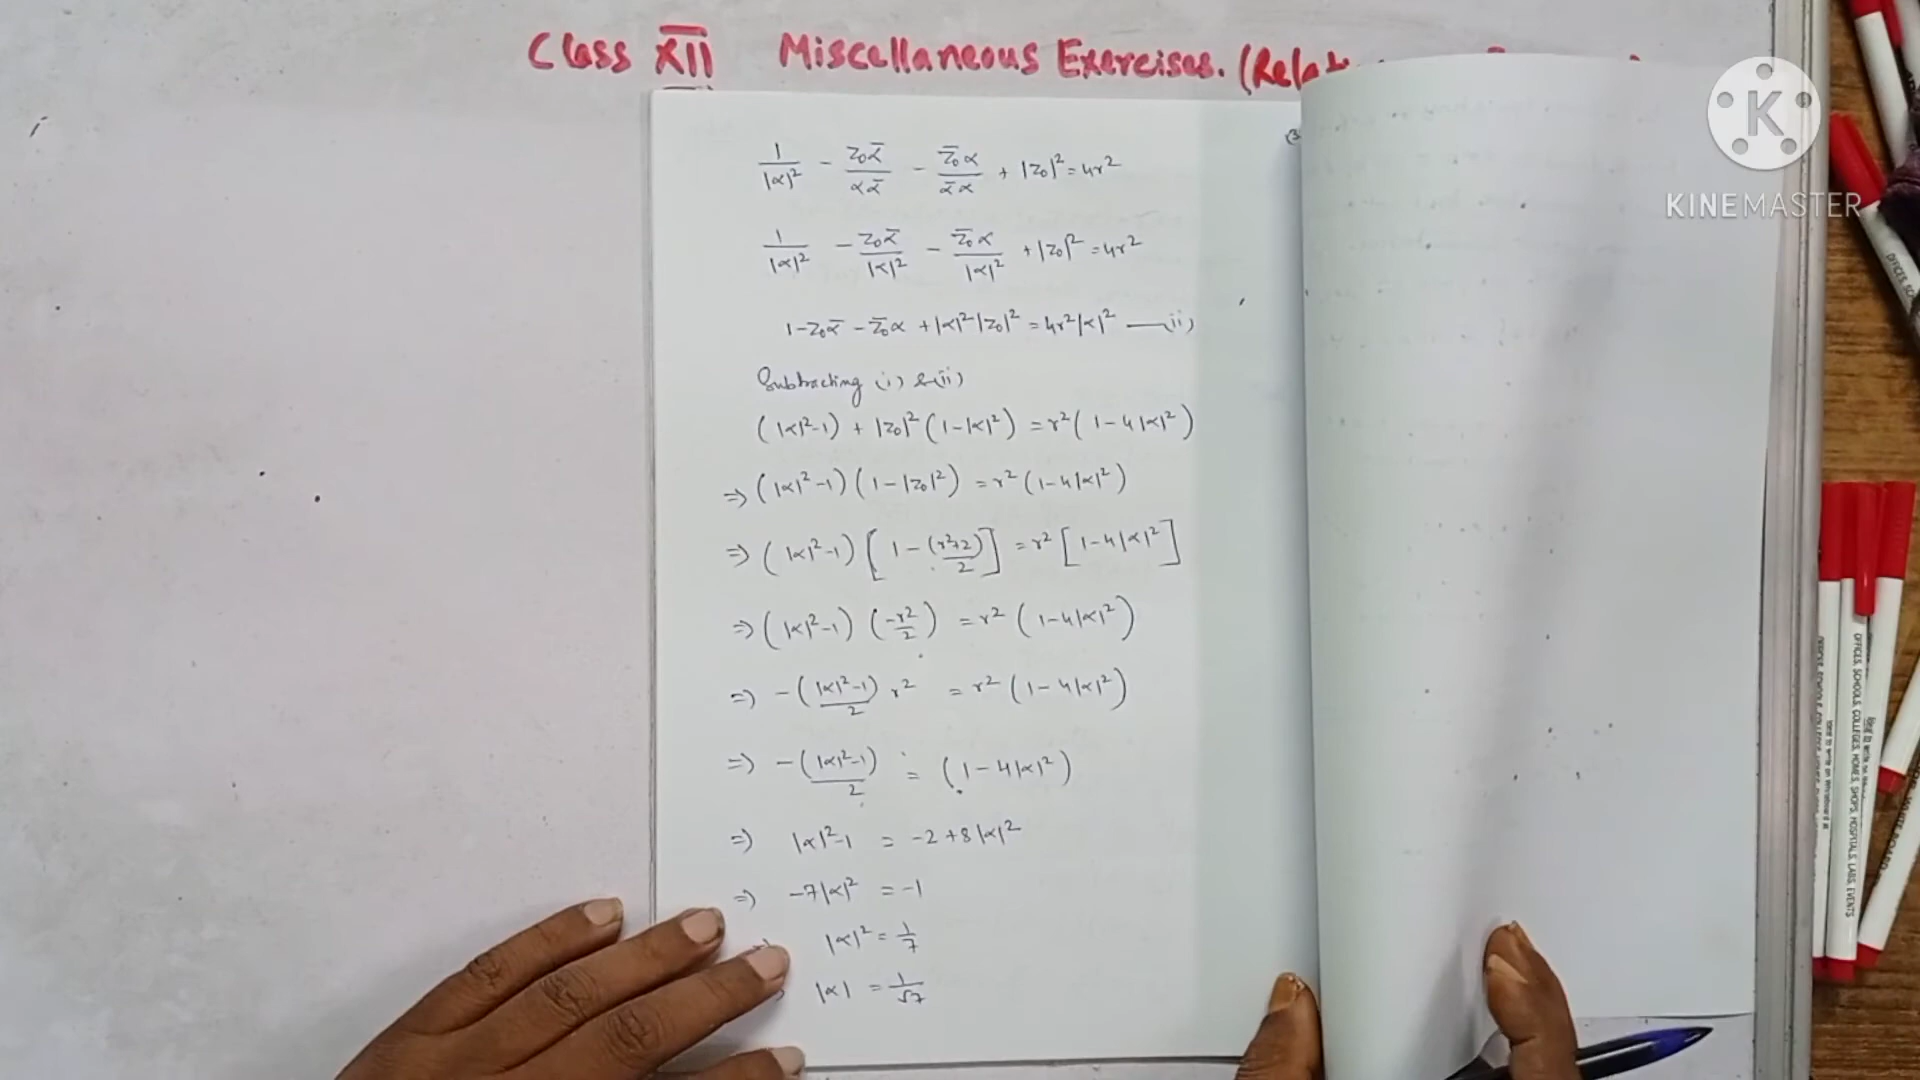 Class XII Miscellaneous Exercises. (Relat
K
KINEMASTER
1/|α|² - z₀ᾱ/αᾱ - z̄₀α/ᾱα + |z₀|² = 4r²
1/|α|² - z₀ᾱ/|α|² - z̄₀α/|α|² + |z₀|² = 4r²
1 - z₀ᾱ - z̄₀α + |α|²|z₀|² = 4r²|α|² —(ii)
Subtracting (i) & (ii)
(|α|²-1) + |z₀|²(1-|α|²) = r²(1-4|α|²)
⇒ (|α|²-1)(1-|z₀|²) = r²(1-4|α|²)
⇒ (|α|²-1)[1-(r²+2)/2] = r²[1-4|α|²]
⇒ (|α|²-1)(-r²/2) = r²(1-4|α|²)
⇒ -(|α|²-1)/2 r² = r²(1-4|α|²)
⇒ -(|α|²-1)/2 = (1-4|α|²)
⇒ |α|²-1 = -2+8|α|²
⇒ -7|α|² = -1
|α|² = 1/7
|α| = 1/√7